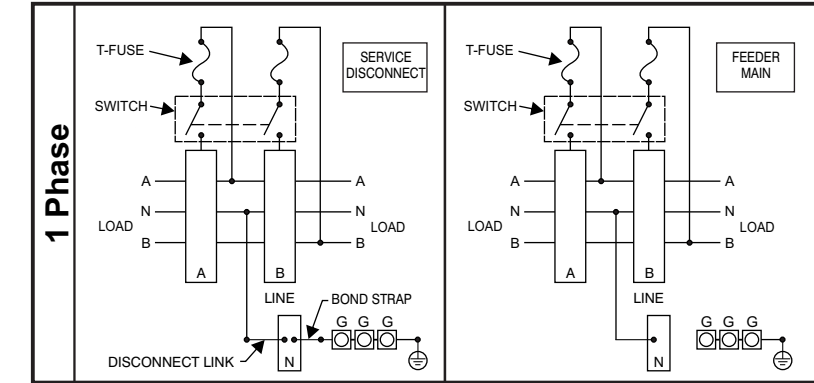 1 Phase
T-FUSE
SERVICE
DISCONNECT
SWITCH
A
A
N
N
LOAD
LOAD
B
B
A
B
LINE
BOND STRAP
G G G
DISCONNECT LINK
N
T-FUSE
FEEDER
MAIN
SWITCH
A
A
N
N
LOAD
LOAD
B
B
A
B
LINE
G G G
N